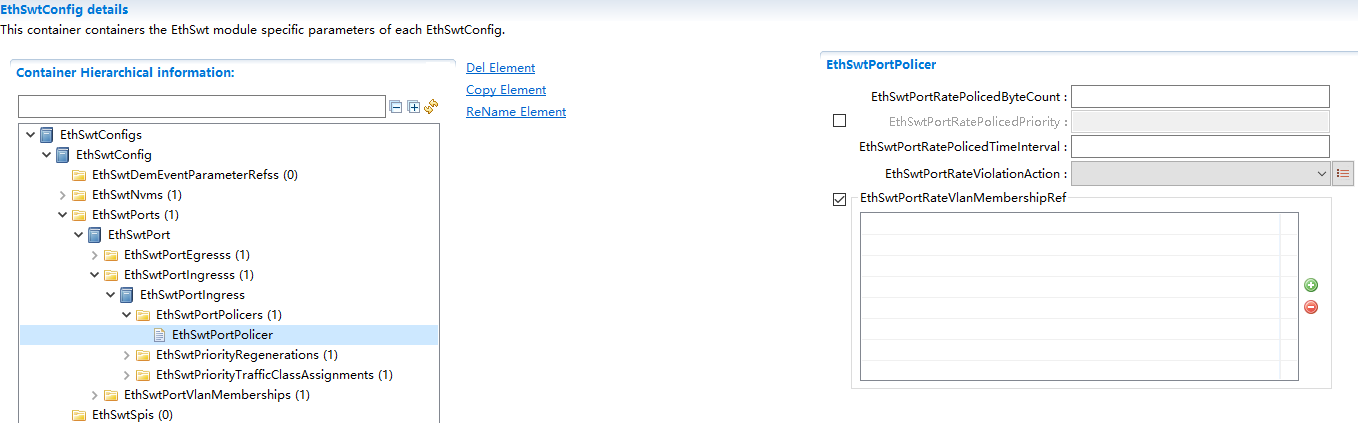 EthSwtConfig details
This container containers the EthSwt module specific parameters of each EthSwtConfig.
Container Hierarchical information:
Del Element
Copy Element
ReName Element
EthSwtConfigs
EthSwtConfig
EthSwtDemEventParameterRefss (0)
EthSwtNvms (1)
EthSwtPorts (1)
EthSwtPort
EthSwtPortEgresss (1)
EthSwtPortIngresss (1)
EthSwtPortIngress
EthSwtPortPolicers (1)
EthSwtPortPolicer
EthSwtPriorityRegenerations (1)
EthSwtPriorityTrafficClassAssignments (1)
EthSwtPortVlanMemberships (1)
EthSwtSpis (0)
EthSwtPortPolicer
EthSwtPortRatePolicedByteCount :
EthSwtPortRatePolicedPriority :
EthSwtPortRatePolicedTimeInterval :
EthSwtPortRateViolationAction :
EthSwtPortRateVlanMembershipRef